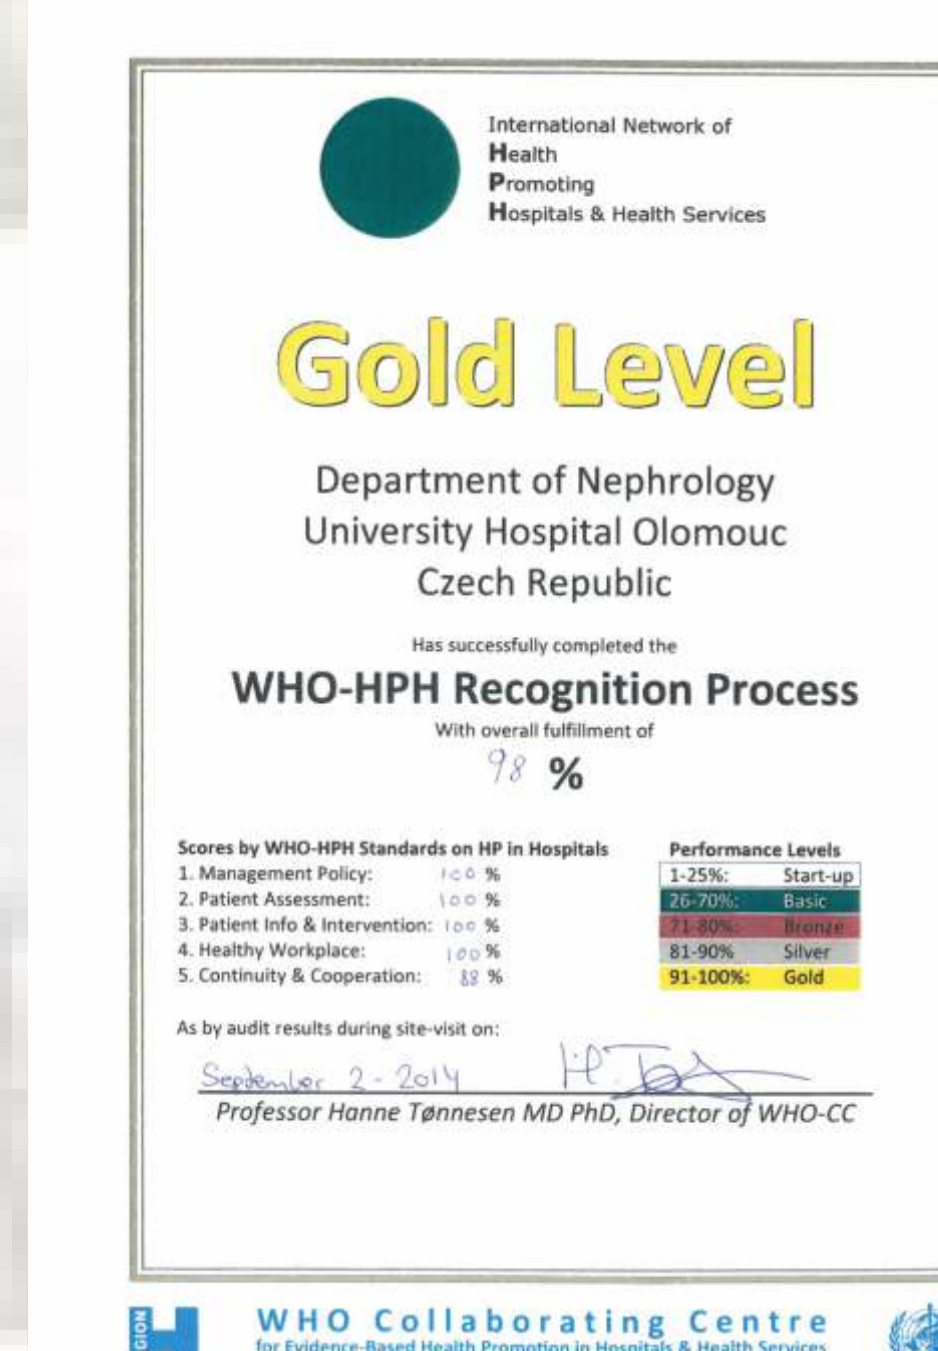 International Network of
Health
Promoting
Hospitals & Health Services
Gold Level
Department of Nephrology
University Hospital Olomouc
Czech Republic
Has successfully completed the
WHO-HPH Recognition Process
With overall fulfillment of
98 %
Scores by WHO-HPH Standards on HP in Hospitals
1. Management Policy: 100 %
2. Patient Assessment: 100 %
3. Patient Info & Intervention: 100 %
4. Healthy Workplace: 100 %
5. Continuity & Cooperation: 88 %
Performance Levels
1-25%: Start-up
26-70%: Basic
71-80%: Bronze
81-90% Silver
91-100%: Gold
As by audit results during site-visit on:
September 2 - 2014
Professor Hanne Tønnesen MD PhD, Director of WHO-CC
WHO Collaborating Centre
for Evidence-Based Health Promotion in Hospitals & Health Services